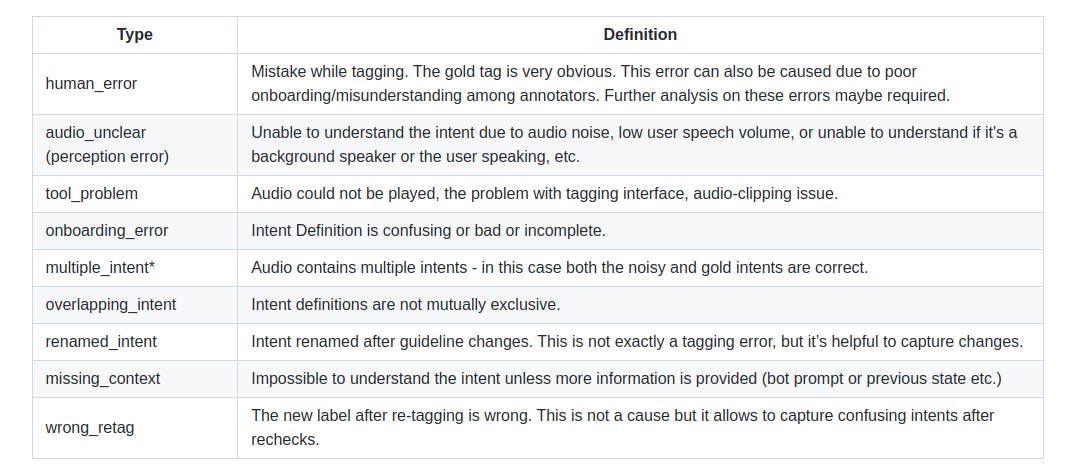 Type Definition
human_error
Mistake while tagging. The gold tag is very obvious. This error can also be caused due to poor
onboarding/misunderstanding among annotators. Further analysis on these errors maybe required.
audio_unclear
(perception error)
Unable to understand the intent due to audio noise, low user speech volume, or unable to understand if it's a
background speaker or the user speaking, etc.
tool_problem
Audio could not be played, the problem with tagging interface, audio-clipping issue.
onboarding_error
Intent Definition is confusing or bad or incomplete.
multiple_intent*
Audio contains multiple intents - in this case both the noisy and gold intents are correct.
overlapping_intent
Intent definitions are not mutually exclusive.
renamed_intent
Intent renamed after guideline changes. This is not exactly a tagging error, but it’s helpful to capture changes.
missing_context
Impossible to understand the intent unless more information is provided (bot prompt or previous state etc.)
wrong_retag
The new label after re-tagging is wrong. This is not a cause but it allows to capture confusing intents after
rechecks.